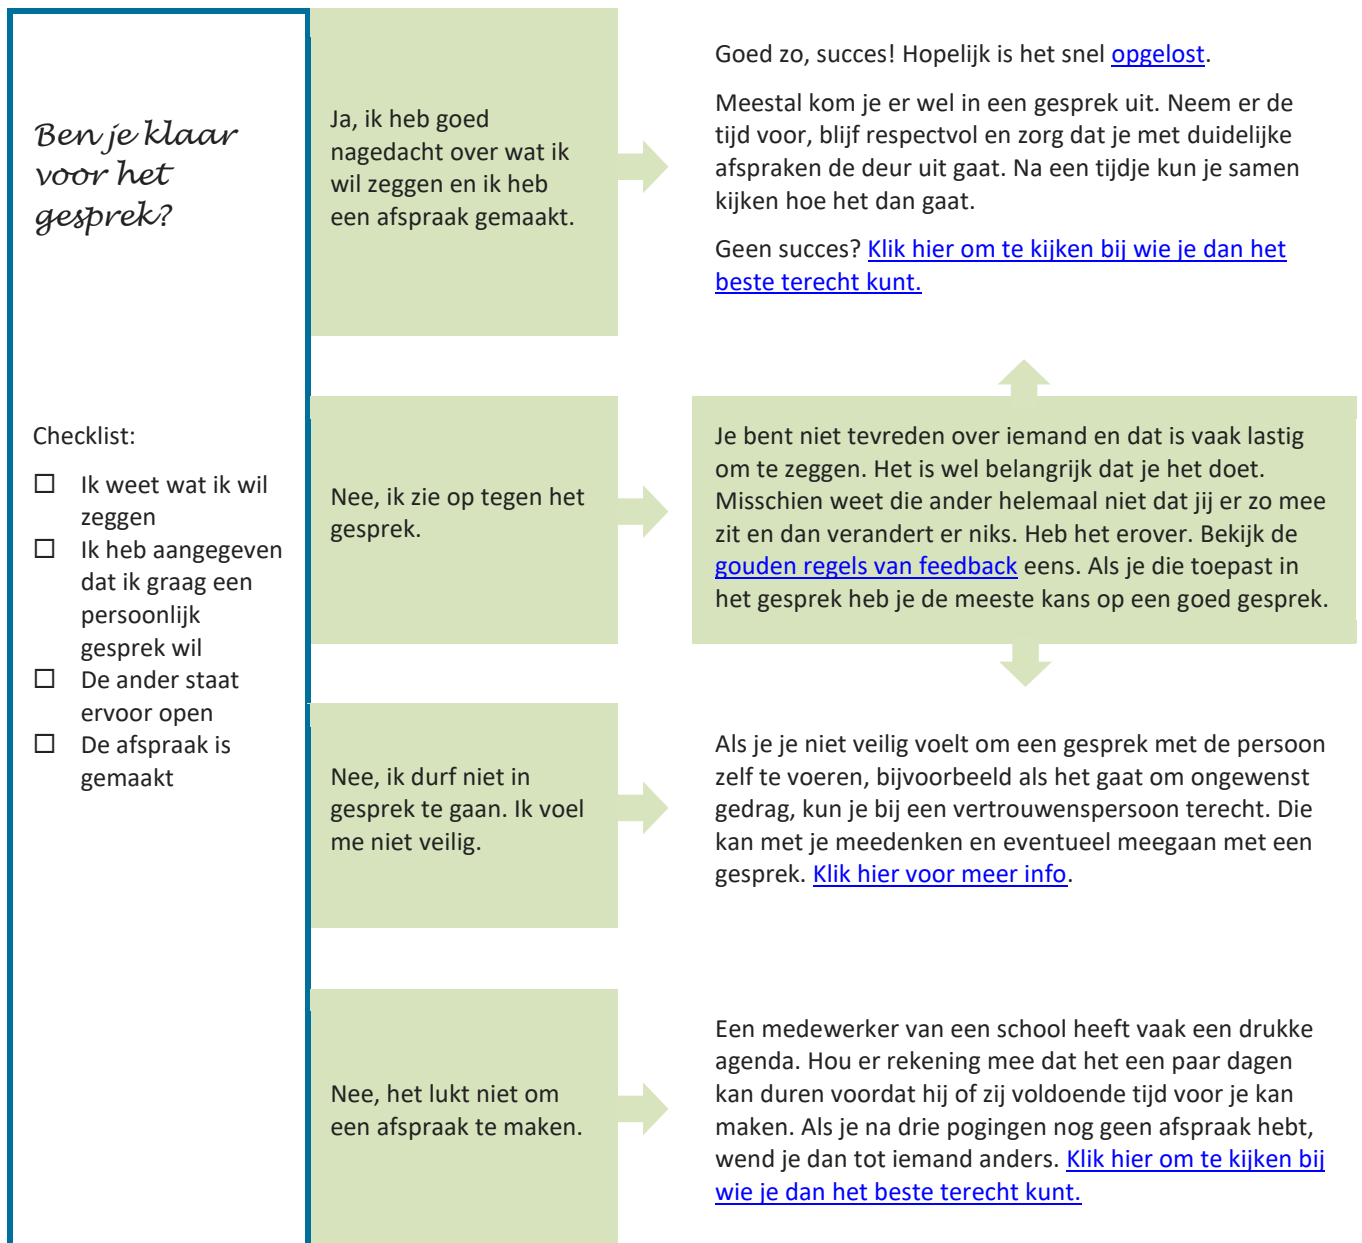 Ben je klaar
voor het
gesprek?
Checklist:
☐ Ik weet wat ik wil
zeggen
☐ Ik heb aangegeven
dat ik graag een
persoonlijk
gesprek wil
☐ De ander staat
ervoor open
☐ De afspraak is
gemaakt
Ja, ik heb goed
nagedacht over wat ik
wil zeggen en ik heb
een afspraak gemaakt.
Goed zo, succes! Hopelijk is het snel opgelost.
Meestal kom je er wel in een gesprek uit. Neem er de
tijd voor, blijf respectvol en zorg dat je met duidelijke
afspraken de deur uit gaat. Na een tijdje kun je samen
kijken hoe het dan gaat.
Geen succes? Klik hier om te kijken bij wie je dan het
beste terecht kunt.
Nee, ik zie op tegen het
gesprek.
Je bent niet tevreden over iemand en dat is vaak lastig
om te zeggen. Het is wel belangrijk dat je het doet.
Misschien weet die ander helemaal niet dat jij er zo mee
zit en dan verandert er niks. Heb het erover. Bekijk de
gouden regels van feedback eens. Als je die toepast in
het gesprek heb je de meeste kans op een goed gesprek.
Nee, ik durf niet in
gesprek te gaan. Ik voel
me niet veilig.
Als je je niet veilig voelt om een gesprek met de persoon
zelf te voeren, bijvoorbeeld als het gaat om ongewenst
gedrag, kun je bij een vertrouwenspersoon terecht. Die
kan met je meedenken en eventueel meegaan met een
gesprek. Klik hier voor meer info.
Nee, het lukt niet om
een afspraak te maken.
Een medewerker van een school heeft vaak een drukke
agenda. Hou er rekening mee dat het een paar dagen
kan duren voordat hij of zij voldoende tijd voor je kan
maken. Als je na drie pogingen nog geen afspraak hebt,
wend je dan tot iemand anders. Klik hier om te kijken bij
wie je dan het beste terecht kunt.